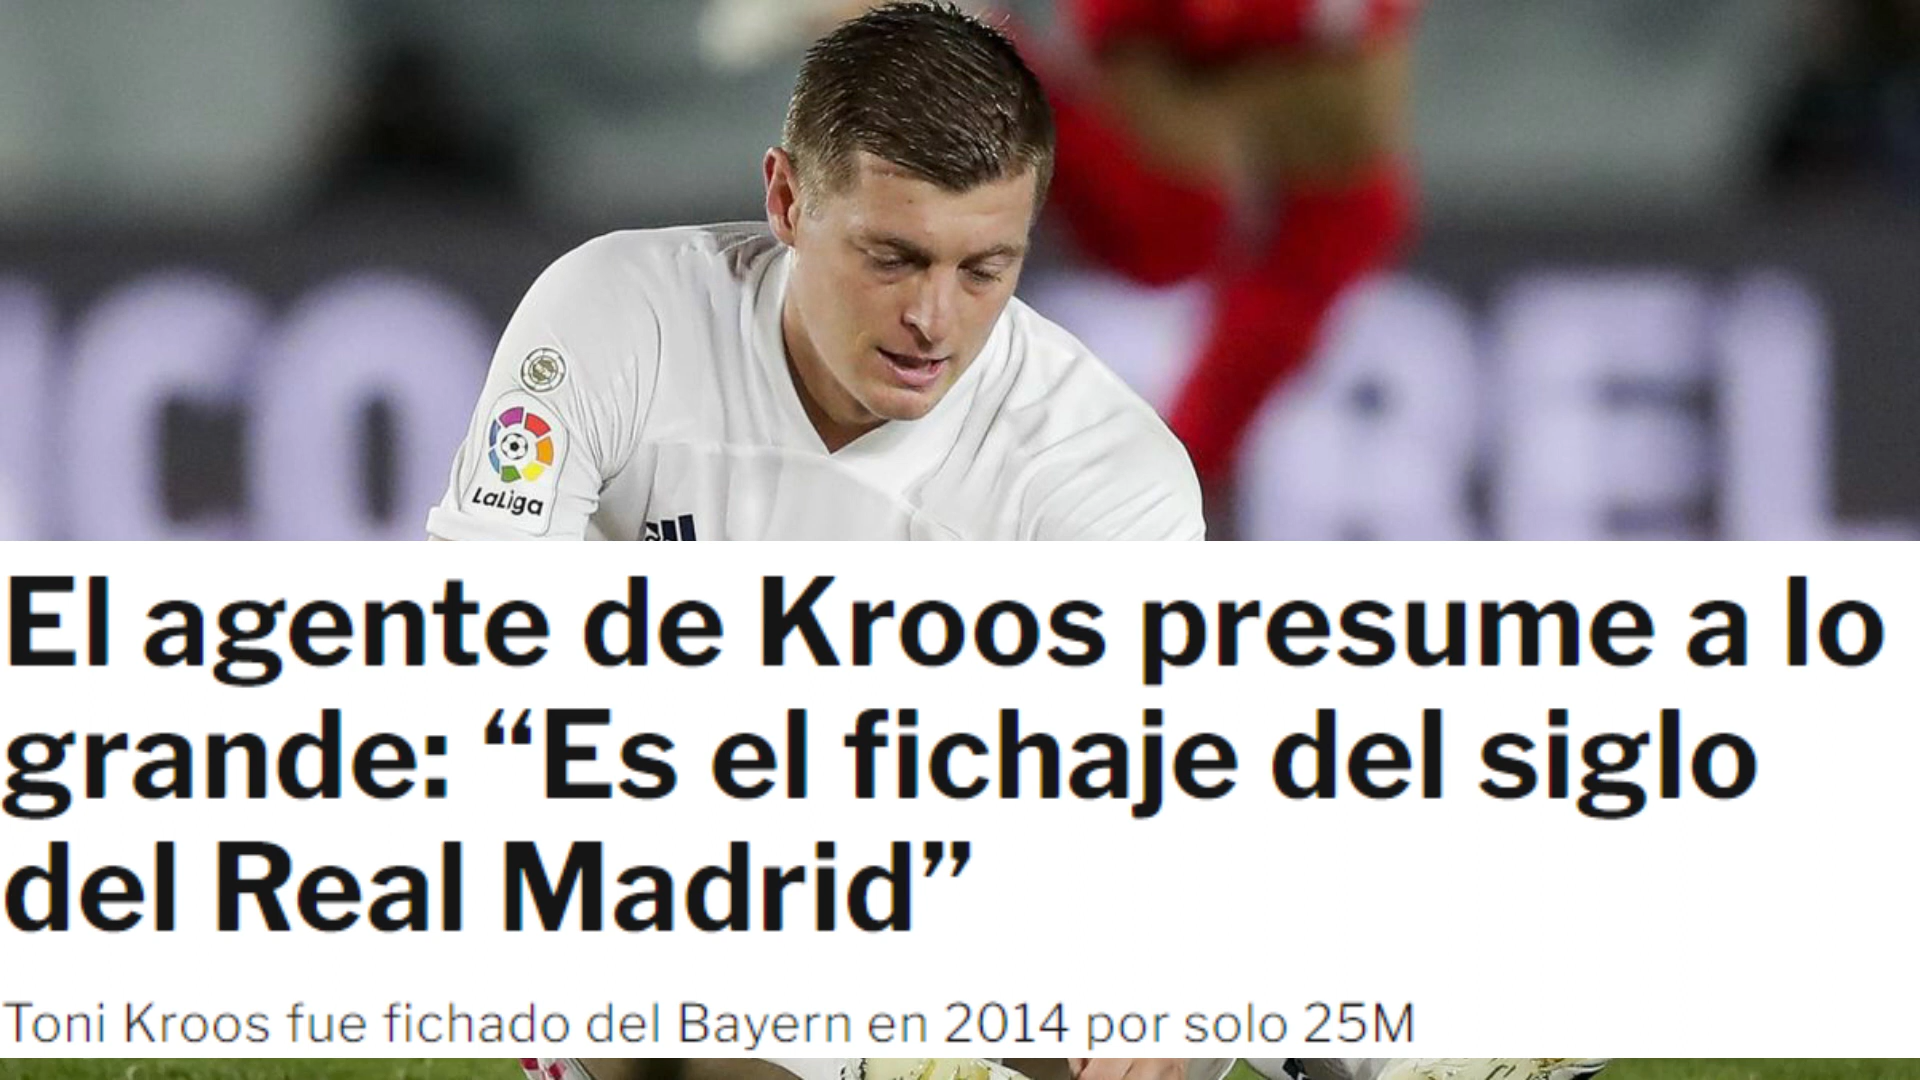 LaLiga
El agente de Kroos presume a lo
grande: “Es el fichaje del siglo
del Real Madrid”
Toni Kroos fue fichado del Bayern en 2014 por solo 25M